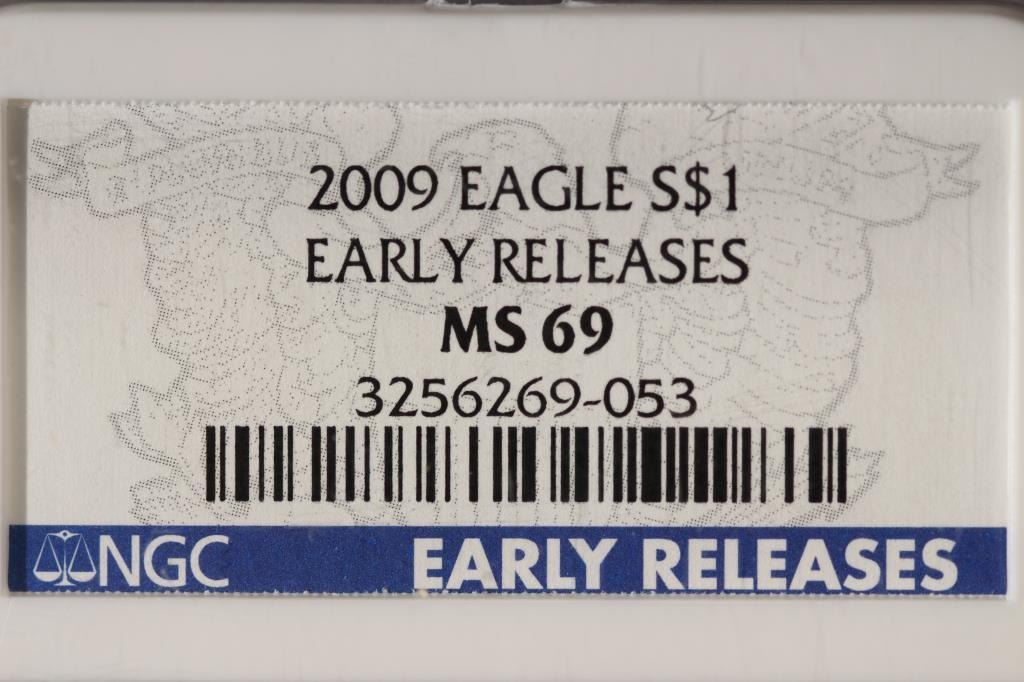 2009 EAGLE S$1
EARLY RELEASES
MS 69
3256269-053
NGC EARLY RELEASES